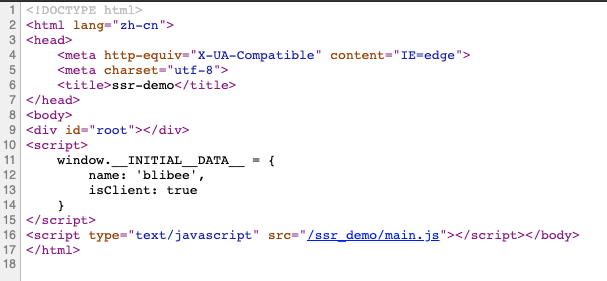 1 <!DOCTYPE html>
2 <html lang="zh-cn">
3 <head>
4     <meta http-equiv="X-UA-Compatible" content="IE=edge">
5     <meta charset="utf-8">
6     <title>ssr-demo</title>
7 </head>
8 <body>
9 <div id="root"></div>
10 <script>
11     window.__INITIAL__DATA__ = {
12         name: 'blibee',
13         isClient: true
14     }
15 </script>
16 <script type="text/javascript" src="/ssr_demo/main.js"></script></body>
17 </html>
18